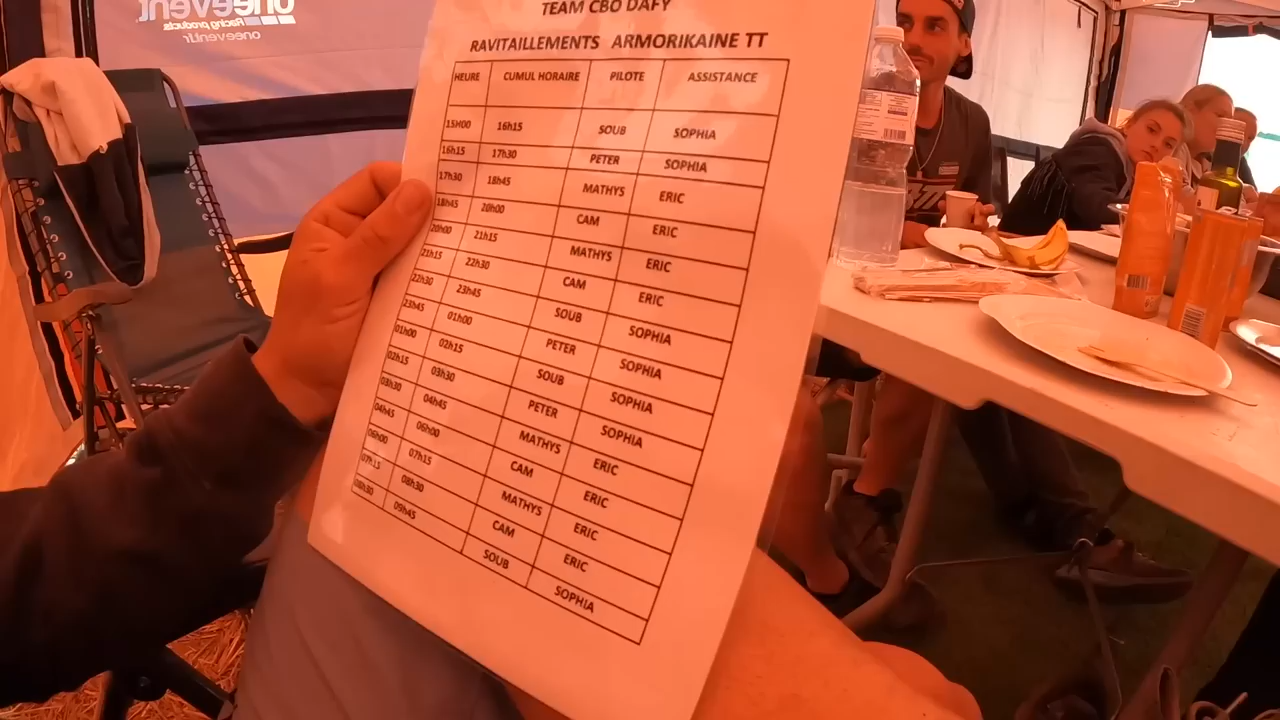 oneevent
Racing products
oneevent.fr
TEAM CBO DAFY
RAVITAILLEMENTS ARMORIKAINE TT
HEURE CUMUL HORAIRE PILOTE ASSISTANCE
15H00 16h15 SOUB SOPHIA
16h15 17h30 PETER SOPHIA
17h30 18h45 MATHYS ERIC
18h45 20h00 CAM ERIC
20h00 21h15 MATHYS ERIC
21h15 22h30 CAM ERIC
22h30 23h45 SOUB SOPHIA
23h45 01h00 PETER SOPHIA
01h00 02h15 SOUB SOPHIA
02h15 03h30 PETER SOPHIA
03h30 04h45 MATHYS ERIC
04h45 06h00 CAM ERIC
06h00 07h15 MATHYS ERIC
07h15 08h30 CAM ERIC
08h30 09h45 SOUB SOPHIA